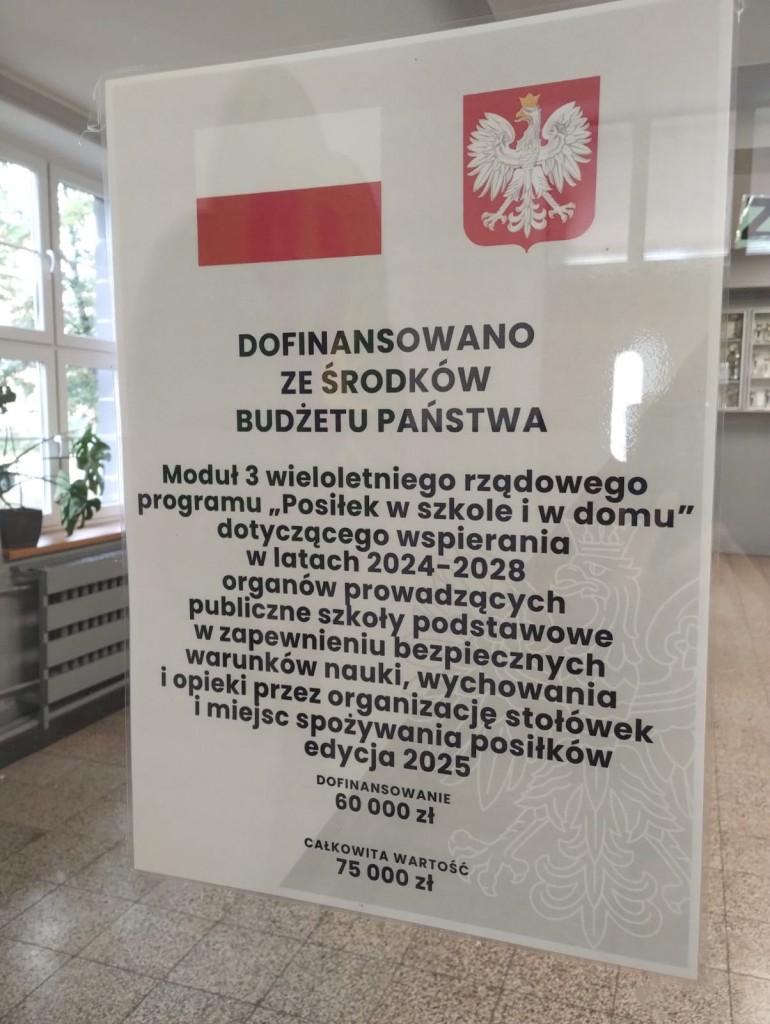 DOFINANSOWANO
ZE ŚRODKÓW
BUDŻETU PAŃSTWA
Moduł 3 wieloletniego rządowego
programu „Posiłek w szkole i w domu”
dotyczącego wspierania
w latach 2024-2028
organów prowadzących
publiczne szkoły podstawowe
w zapewnieniu bezpiecznych
warunków nauki, wychowania
i opieki przez organizację stołówek
i miejsc spożywania posiłków
edycja 2025
DOFINANSOWANIE
60 000 zł
CAŁKOWITA WARTOŚĆ
75 000 zł